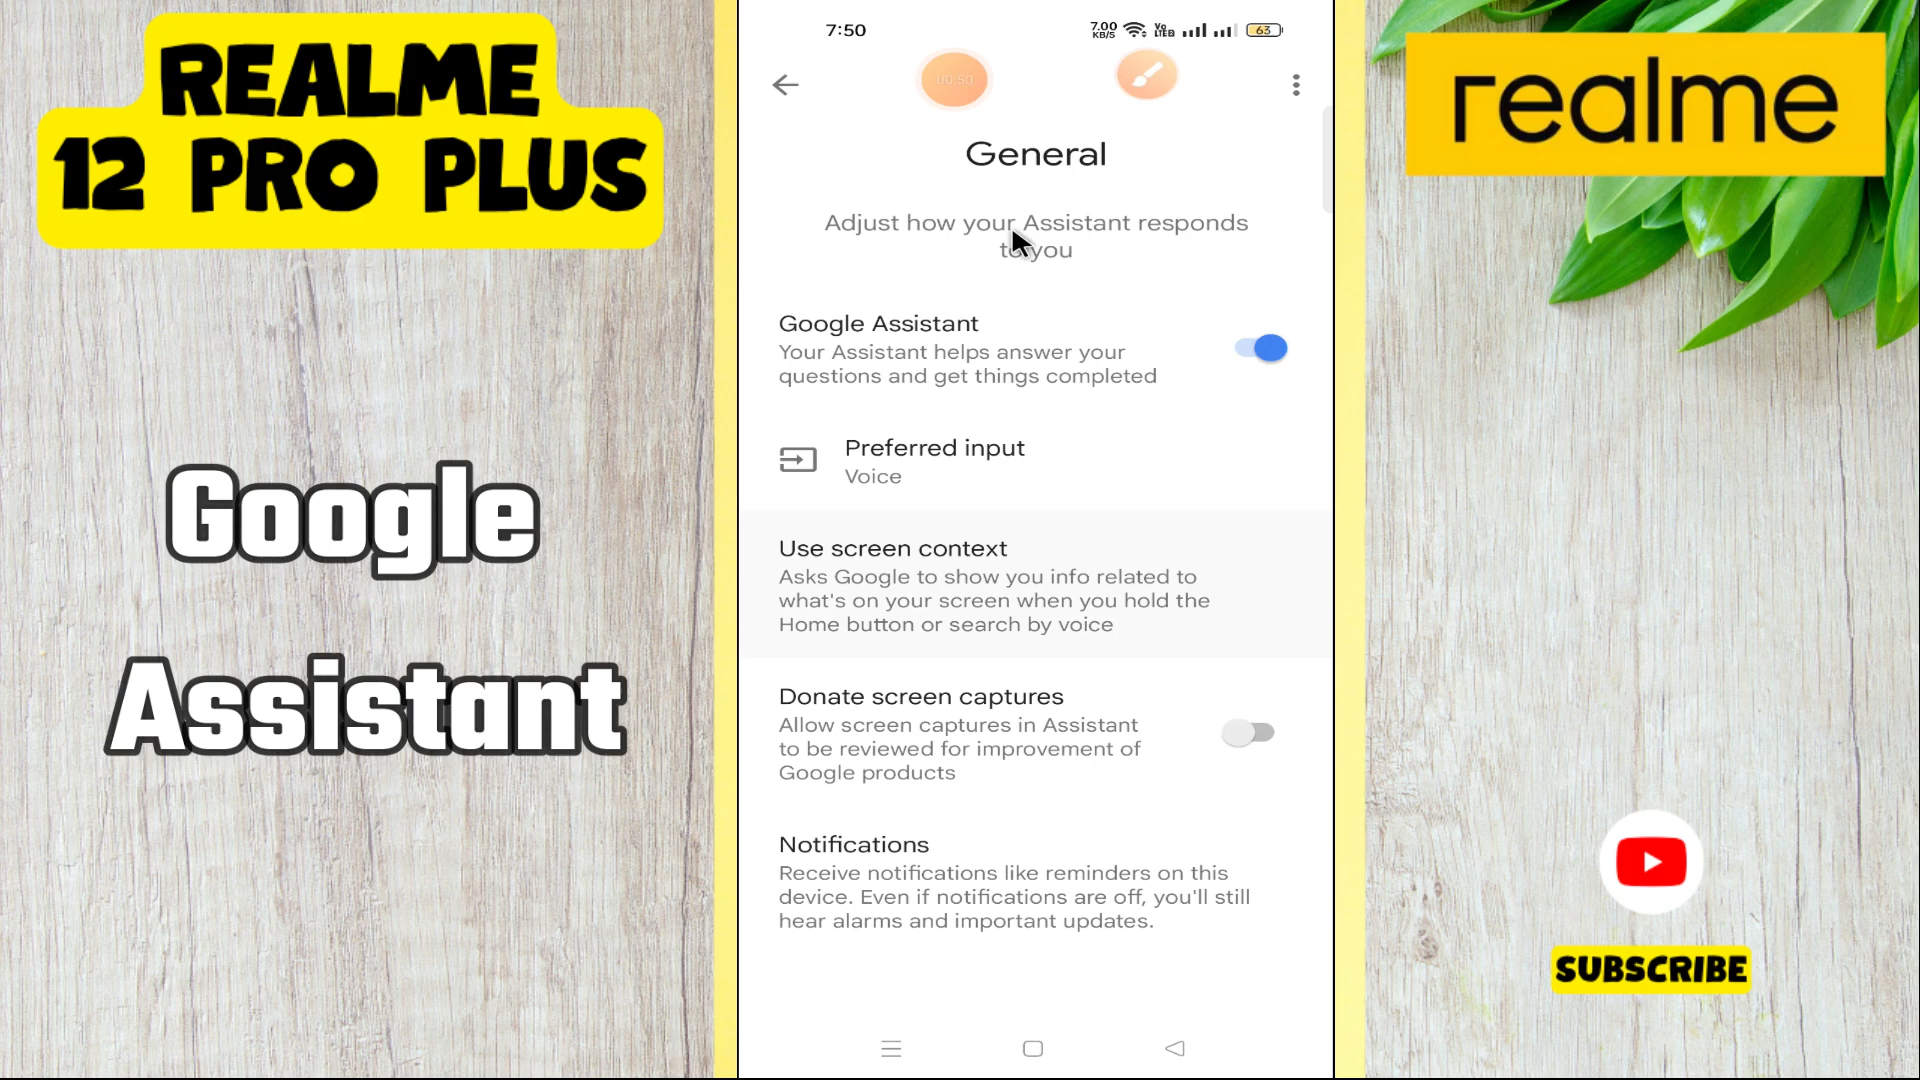 REALME
12 PRO PLUS
Google
Assistant
7:50
7.00
KB/S
Vo
LTE
63
00:50
General
Adjust how your Assistant responds
to you
Google Assistant
Your Assistant helps answer your
questions and get things completed
Preferred input
Voice
Use screen context
Asks Google to show you info related to
what's on your screen when you hold the
Home button or search by voice
Donate screen captures
Allow screen captures in Assistant
to be reviewed for improvement of
Google products
Notifications
Receive notifications like reminders on this
device. Even if notifications are off, you'll still
hear alarms and important updates.
realme
SUBSCRIBE